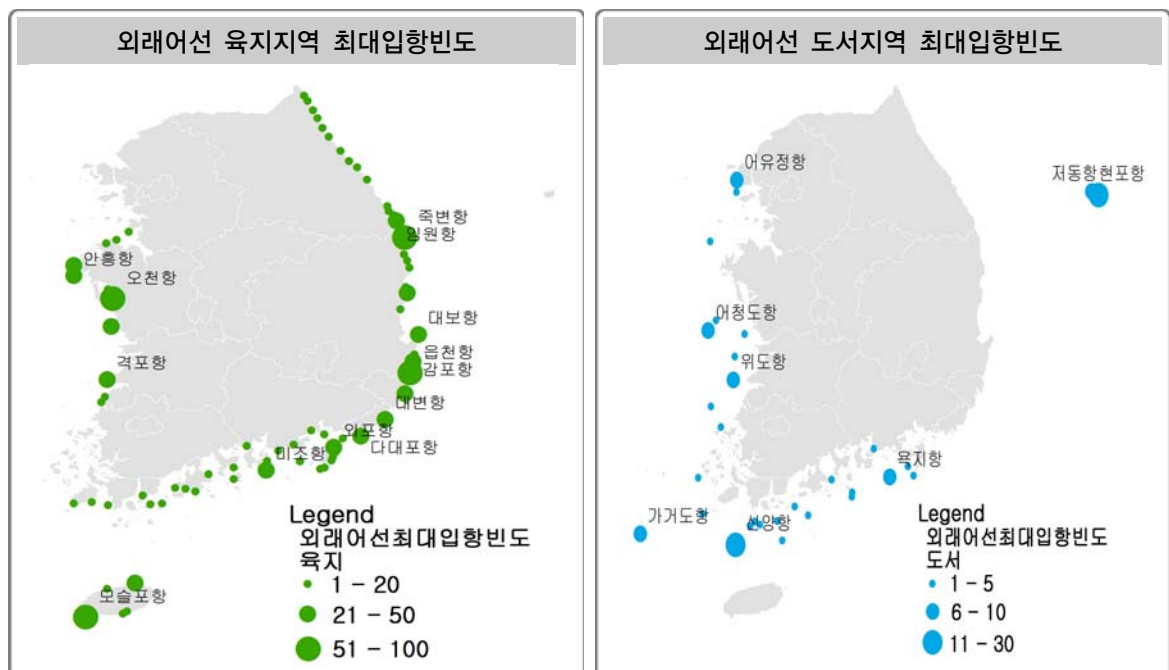 외래어선 육지지역 최대입항빈도
죽변항
임원항
안흥항
오천항
대보항
읍천항
감포항
격포항
대변항
외포항
다대포항
미조항
모슬포항
Legend
외래어선최대입항빈도
육지
1 – 20
21 – 50
51 – 100
외래어선 도서지역 최대입항빈도
어유정항
저동항현포항
어청도항
위도항
욕지항
가거도항
신양항
Legend
외래어선최대입항빈도
도서
1 – 5
6 – 10
11 – 30